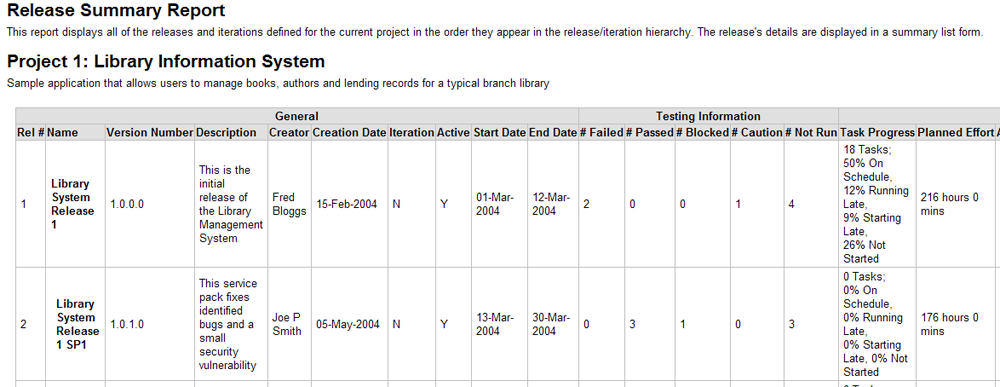 Release Summary Report
This report displays all of the releases and iterations defined for the current project in the order they appear in the release/iteration hierarchy. The release's details are displayed in a summary list form.
Project 1: Library Information System
Sample application that allows users to manage books, authors and lending records for a typical branch library
General Testing Information
Rel # Name Version Number Description Creator Creation Date Iteration Active Start Date End Date # Failed # Passed # Blocked # Caution # Not Run Task Progress Planned Effort
1
Library
System
Release
1
1.0.0.0
This is the
initial
release of
the Library
Management
System
Fred
Bloggs
15-Feb-2004
N
Y
01-Mar-
2004
12-Mar-
2004
2
0
0
1
4
18 Tasks;
50% On
Schedule,
12% Running
Late,
9% Starting
Late,
26% Not
Started
216 hours 0
mins
2
Library
System
Release
1 SP1
1.0.1.0
This service
pack fixes
identified
bugs and a
small
security
vulnerability
Joe P
Smith
05-May-2004
N
Y
13-Mar-
2004
30-Mar-
2004
0
3
1
0
3
0 Tasks;
0% On
Schedule,
0% Running
Late,
0% Starting
Late, 0% Not
Started
176 hours 0
mins